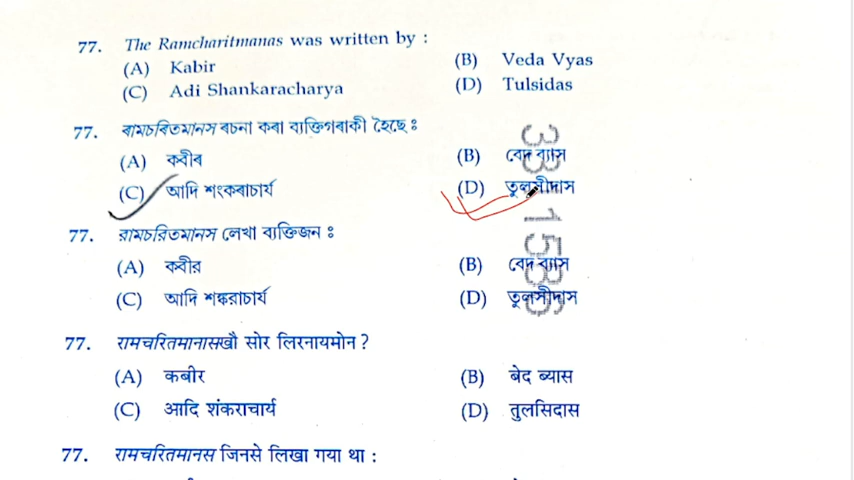 77. The Ramcharitmanas was written by :
(A) Kabir (B) Veda Vyas
(C) Adi Shankaracharya (D) Tulsidas
77. ৰামচৰিতমানস ৰচনা কৰা ব্যক্তিগৰাকী হৈছে ঃ
(A) কবীৰ (B) বেদ ব্যাস
(C) আদি শংকৰাচাৰ্য (D) তুলসীদাস
77. রামচরিতমানস লেখা ব্যক্তিজন ঃ
(A) কবীর (B) বেদ ব্যাস
(C) আদি শঙ্করাচার্য (D) তুলসীদাস
77. रामचरितमानासखौ सोर लिरनायमोन ?
(A) कबीर (B) बेद ब्यास
(C) आदि शंकराचार्य (D) तुलसिदास
77. रामचरितमानस जिनसे लिखा गया था :